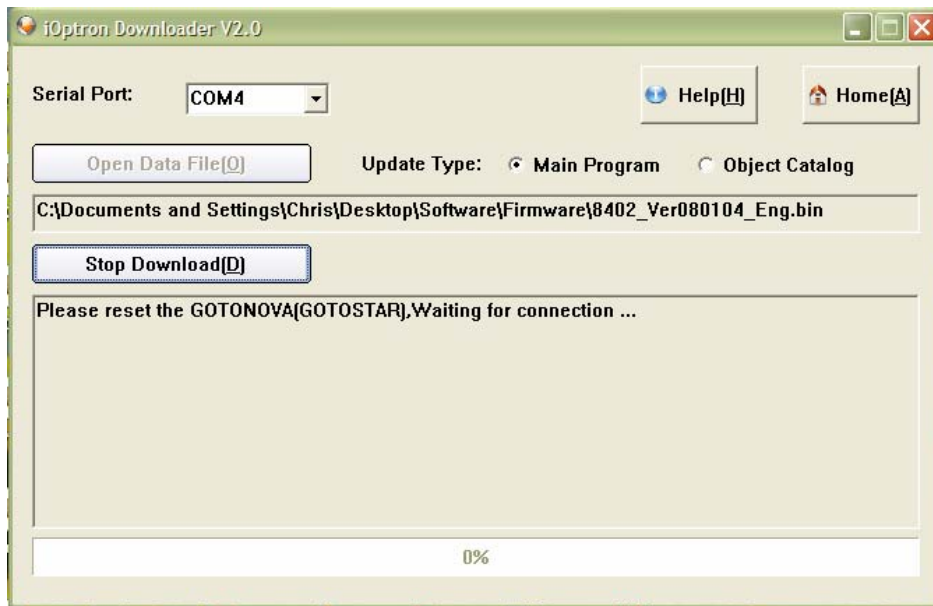 iOptron Downloader V2.0
Serial Port: COM4 Help(H) Home(A)
Open Data File(O) Update Type: Main Program Object Catalog
C:\Documents and Settings\Chris\Desktop\Software\Firmware\8402_Ver080104_Eng.bin
Stop Download(D)
Please reset the GOTONOVA(GOTOSTAR),Waiting for connection ...
0%